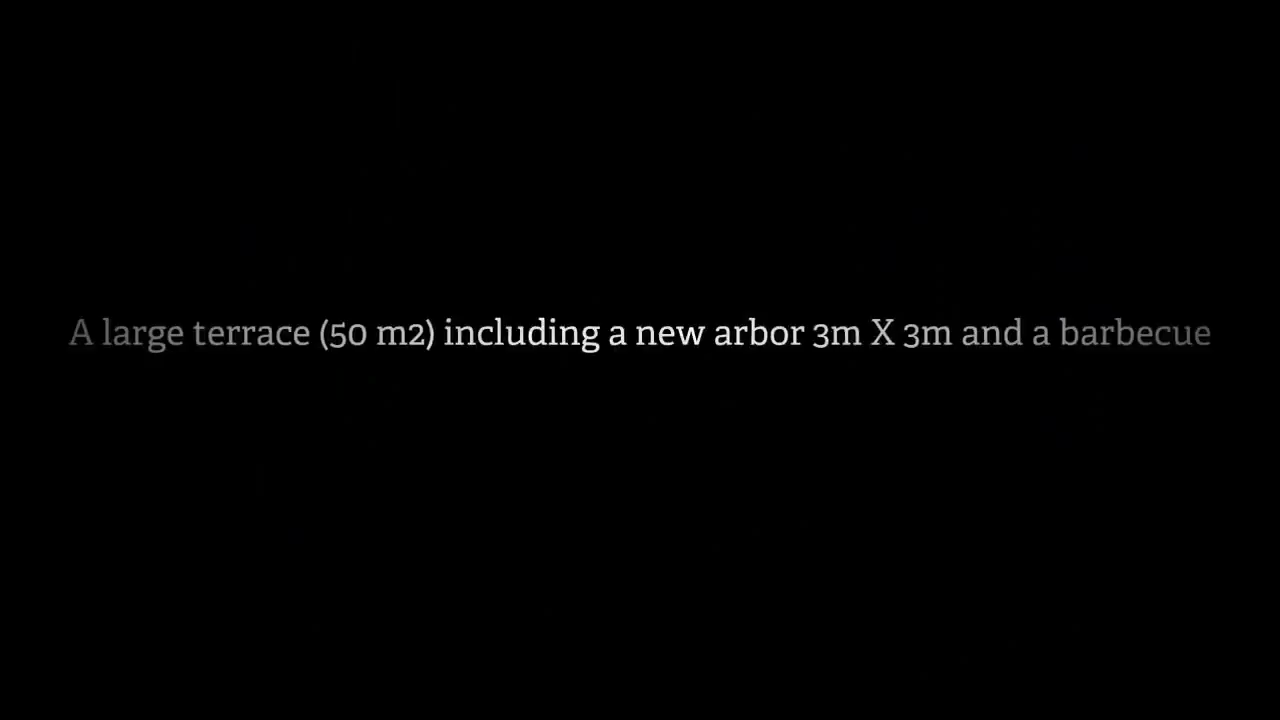 A large terrace (50 m2) including a new arbor 3m X 3m and a barbecue